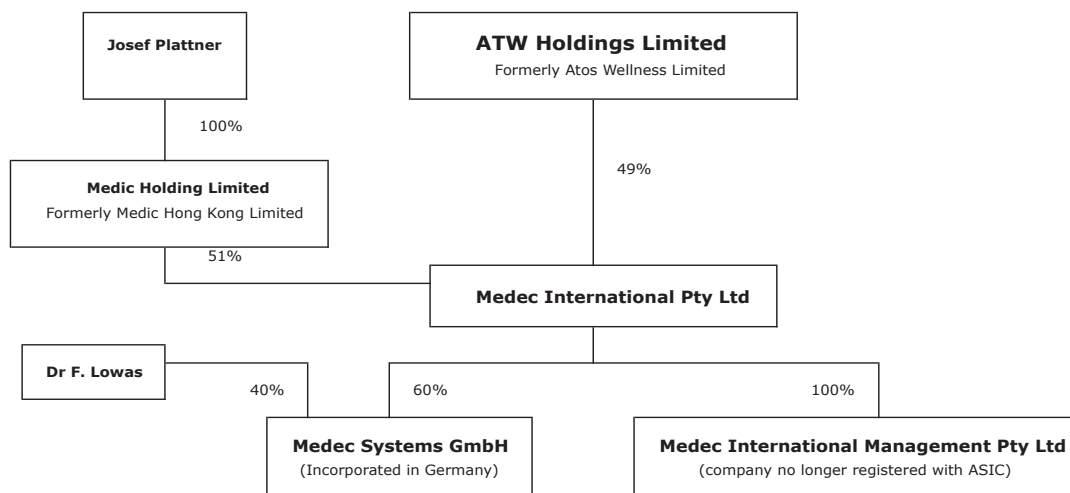 Josef Plattner
ATW Holdings Limited
Formerly Atos Wellness Limited
100%
49%
Medic Holding Limited
Formerly Medic Hong Kong Limited
51%
Medec International Pty Ltd
Dr F. Lowas
40%
60%
100%
Medec Systems GmbH
(Incorporated in Germany)
Medec International Management Pty Ltd
(company no longer registered with ASIC)